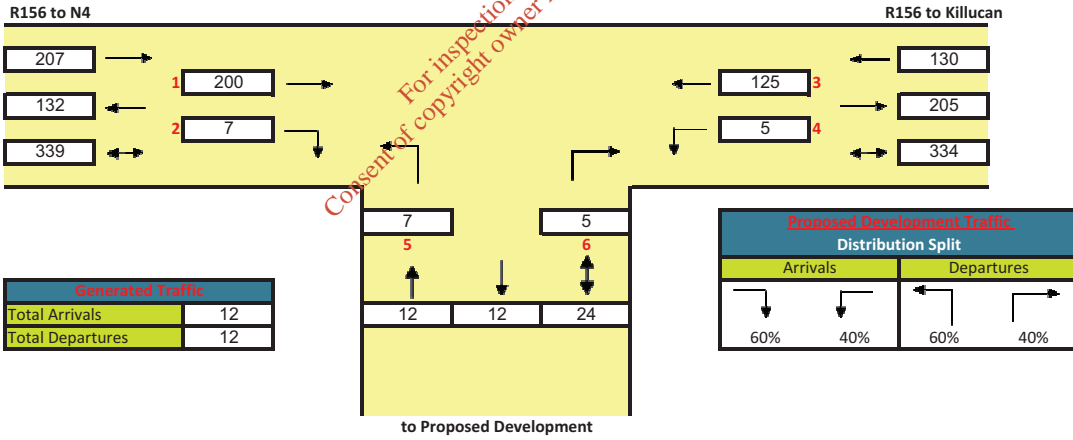 R156 to N4
R156 to Killucan
207
130
1 200
125 3
132
205
2 7
5 4
339
334
For inspection
Consent of copyright owner
7
5
5
6
12 12 24
Generated Traffic
Total Arrivals 12
Total Departures 12
Proposed Development Traffic
Distribution Split
Arrivals Departures
60% 40% 60% 40%
to Proposed Development